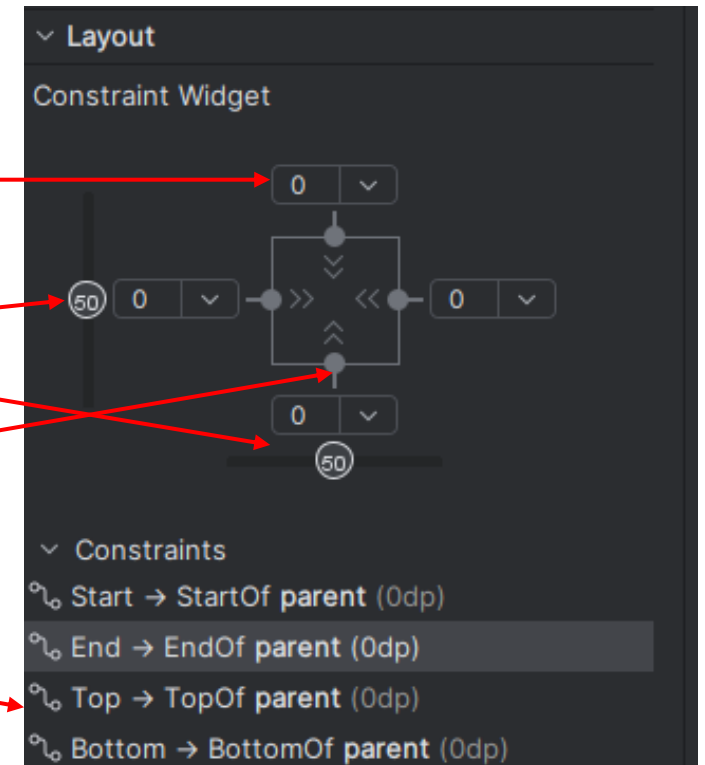 Layout
Constraint Widget
0
50 0 0
0
50
Constraints
Start → StartOf parent (0dp)
End → EndOf parent (0dp)
Top → TopOf parent (0dp)
Bottom → BottomOf parent (0dp)